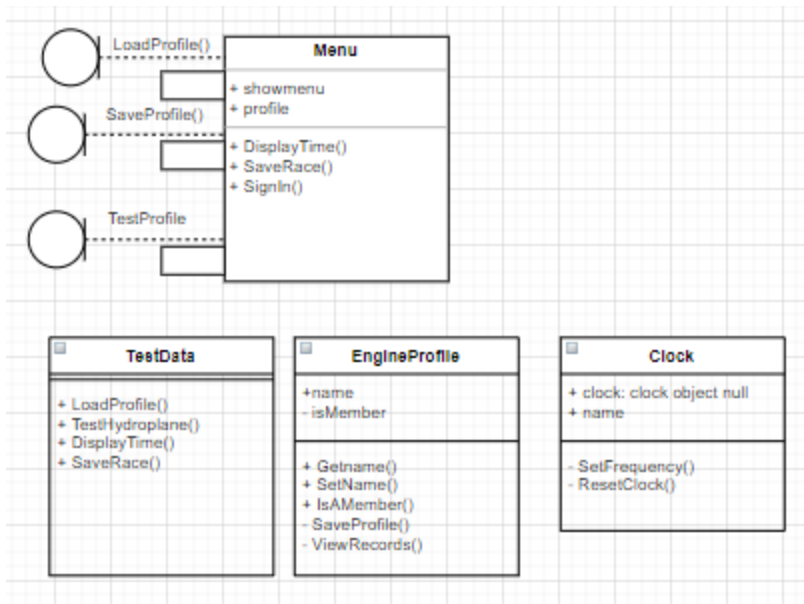 LoadProfile()
Menu
+ showmenu
+ profile
SaveProfile()
+ DisplayTime()
+ SaveRace()
+ SignIn()
TestProfile
TestData
+ LoadProfile()
+ TestHydroplane()
+ DisplayTime()
+ SaveRace()
EngineProfile
+name
- isMember
+ Getname()
+ SetName()
+ IsAMember()
- SaveProfile()
- ViewRecords()
Clock
+ clock: clock object null
+ name
- SetFrequency()
- ResetClock()